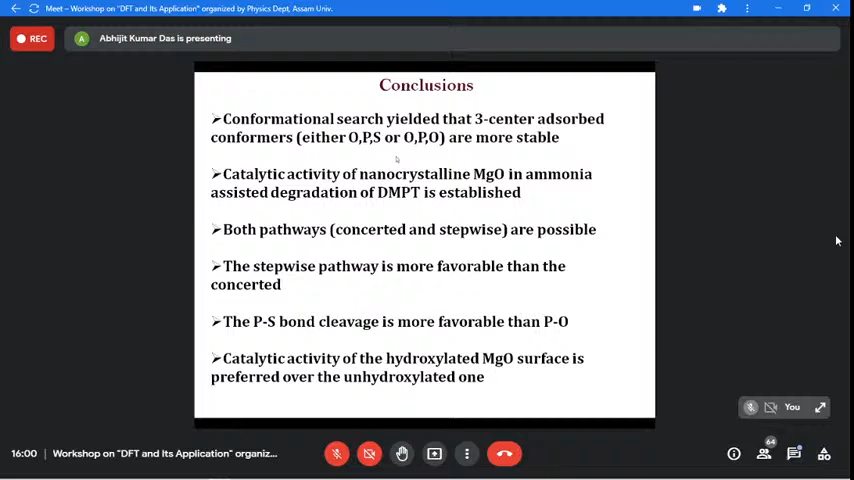 Meet – Workshop on "DFT and Its Application" organized by Physics Dept, Assam Univ.
REC
A
Abhijit Kumar Das is presenting
Conclusions
➢Conformational search yielded that 3-center adsorbed
conformers (either O,P,S or O,P,O) are more stable
➢Catalytic activity of nanocrystalline MgO in ammonia
assisted degradation of DMPT is established
➢Both pathways (concerted and stepwise) are possible
➢The stepwise pathway is more favorable than the
concerted
➢The P-S bond cleavage is more favorable than P-O
➢Catalytic activity of the hydroxylated MgO surface is
preferred over the unhydroxylated one
You
16:00
Workshop on "DFT and Its Application" organiz...
64